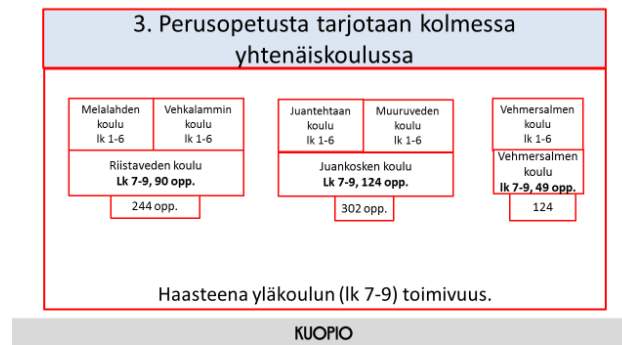 3. Perusopetusta tarjotaan kolmessa
yhtenäiskoulussa
Melalahden
koulu
lk 1-6
Vehkalammin
koulu
lk 1-6
Riistaveden koulu
Lk 7-9, 90 opp.
244 opp.
Juantehtaan
koulu
lk 1-6
Muuruveden
koulu
lk 1-6
Juankosken koulu
Lk 7-9, 124 opp.
302 opp.
Vehmersalmen
koulu
lk 1-6
Vehmersalmen
koulu
lk 7-9, 49 opp.
124
Haasteena yläkoulun (lk 7-9) toimivuus.
KUOPIO